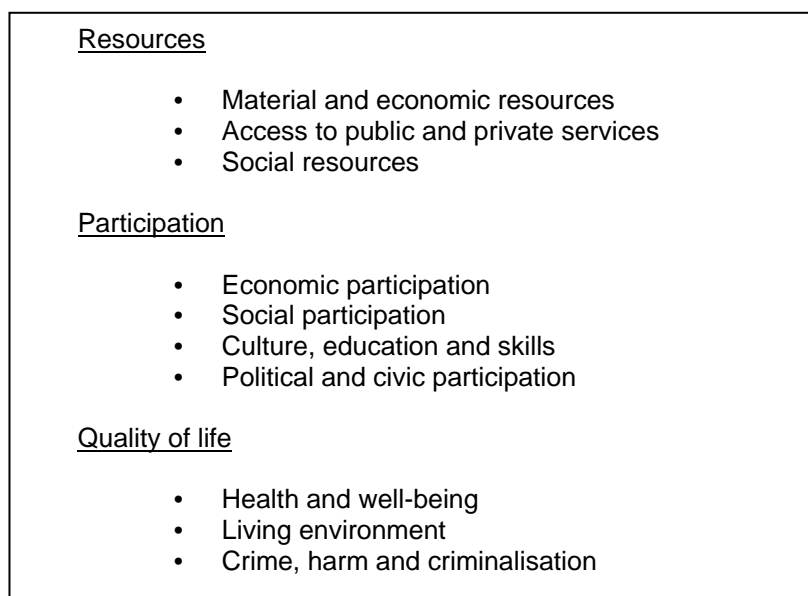 Resources
• Material and economic resources
• Access to public and private services
• Social resources
Participation
• Economic participation
• Social participation
• Culture, education and skills
• Political and civic participation
Quality of life
• Health and well-being
• Living environment
• Crime, harm and criminalisation